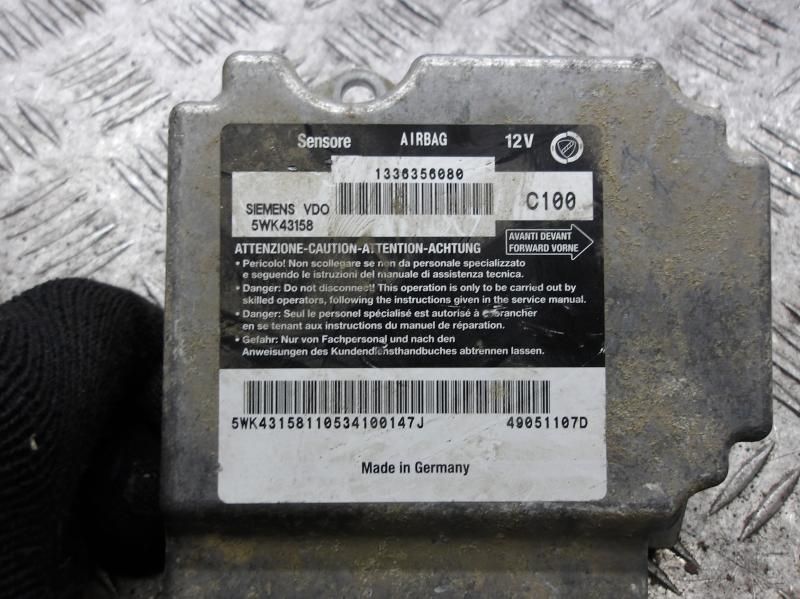 Sensore AIRBAG 12V
1336356080
SIEMENS VDO
5WK43158
C100
AVANTI DEVANT
FORWARD VORNE
ATTENZIONE-CAUTION-ATTENTION-ACHTUNG
• Pericolo! Non scollegare se non da personale specializzato
e seguendo le istruzioni del manuale di assistenza tecnica.
• Danger: Do not disconnect! This operation is only to be carried out by
skilled operators, following the instructions given in the service manual.
• Danger: Seul le personel spécialisé est autorisé à débrancher
en se tenant aux instructions du manuel de réparation.
• Gefahr: Nur von Fachpersonal und nach den
Anweisungen des Kundendiensthandbuches abtrennen lassen.
5WK43158110534100147J 49051107D
Made in Germany